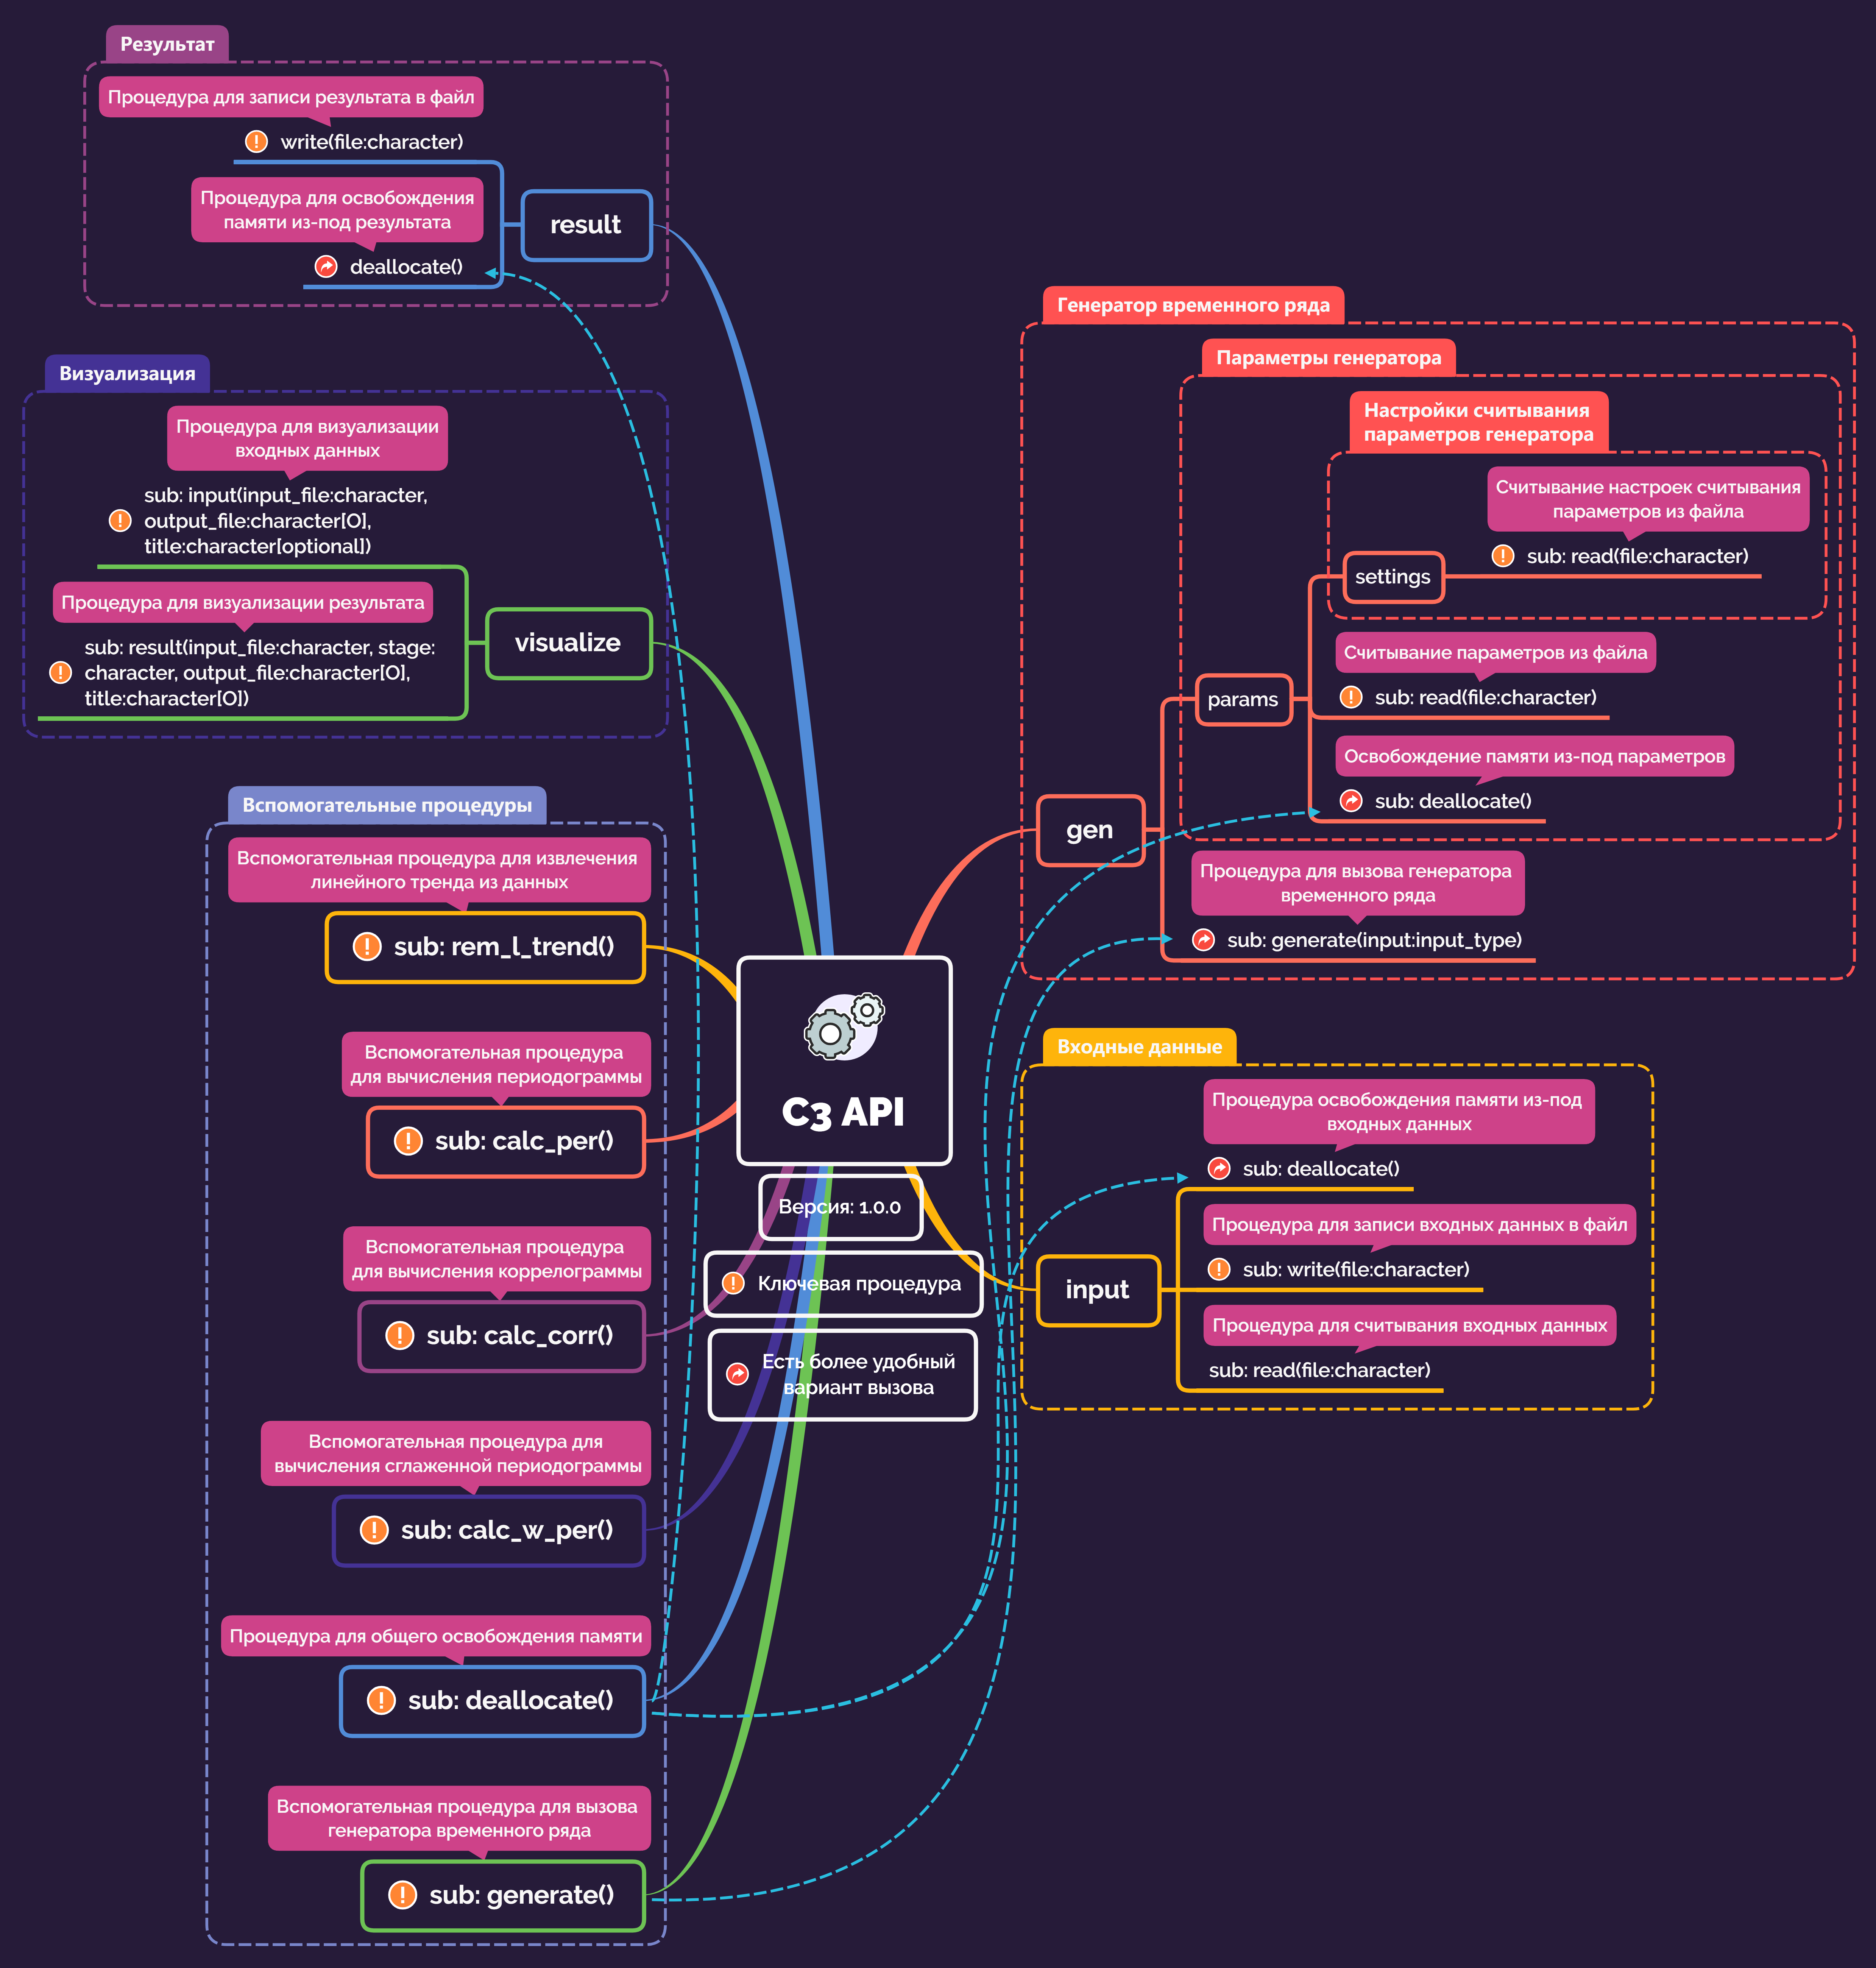 Результат
Процедура для записи результата в файл
write(file:character)
Процедура для освобождения
памяти из-под результата
deallocate()
result
Визуализация
Процедура для визуализации
входных данных
sub: input(input_file:character,
output_file:character[O],
title:character[optional])
Процедура для визуализации результата
sub: result(input_file:character, stage:
character, output_file:character[O],
title:character[O])
visualize
Вспомогательные процедуры
Вспомогательная процедура для извлечения
линейного тренда из данных
sub: rem_l_trend()
Вспомогательная процедура
для вычисления периодограммы
sub: calc_per()
Вспомогательная процедура
для вычисления коррелограммы
sub: calc_corr()
Вспомогательная процедура для
вычисления сглаженной периодограммы
sub: calc_w_per()
Процедура для общего освобождения памяти
sub: deallocate()
Вспомогательная процедура для вызова
генератора временного ряда
sub: generate()
C3 API
Версия: 1.0.0
Ключевая процедура
Есть более удобный
вариант вызова
Генератор временного ряда
Параметры генератора
Настройки считывания
параметров генератора
Считывание настроек считывания
параметров из файла
sub: read(file:character)
settings
Считывание параметров из файла
sub: read(file:character)
params
Освобождение памяти из-под параметров
sub: deallocate()
gen
Процедура для вызова генератора
временного ряда
sub: generate(input:input_type)
Входные данные
Процедура освобождения памяти из-под
входных данных
sub: deallocate()
Процедура для записи входных данных в файл
sub: write(file:character)
input
Процедура для считывания входных данных
sub: read(file:character)